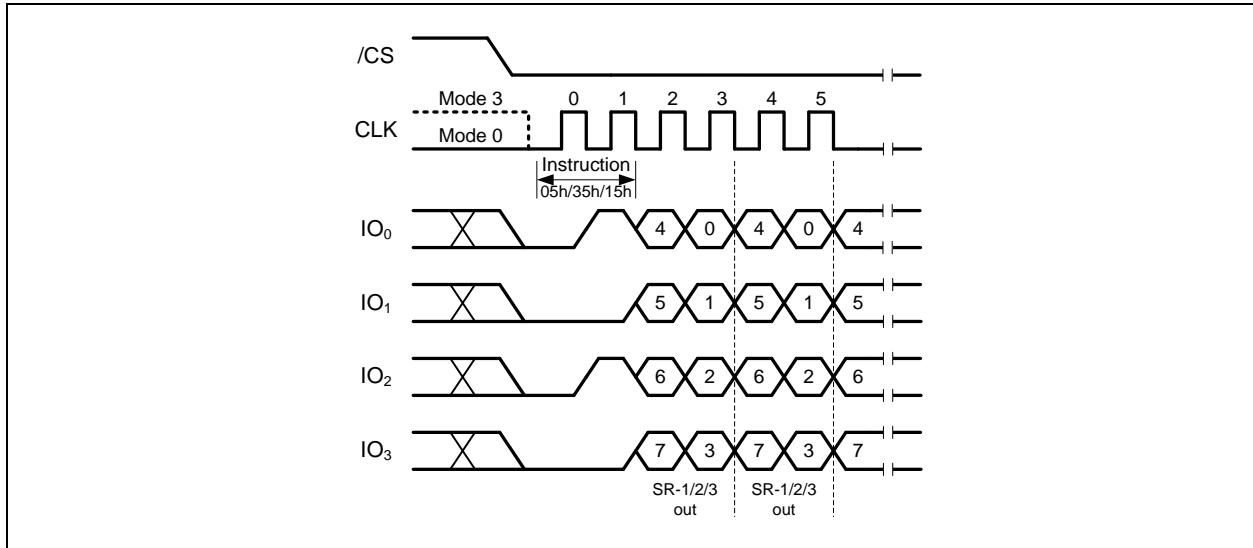 /CS
Mode 3 0 1 2 3 4 5
CLK Mode 0
Instruction
05h/35h/15h
IO₀ 4 0 4 0 4
IO₁ 5 1 5 1 5
IO₂ 6 2 6 2 6
IO₃ 7 3 7 3 7
SR-1/2/3 SR-1/2/3
out out